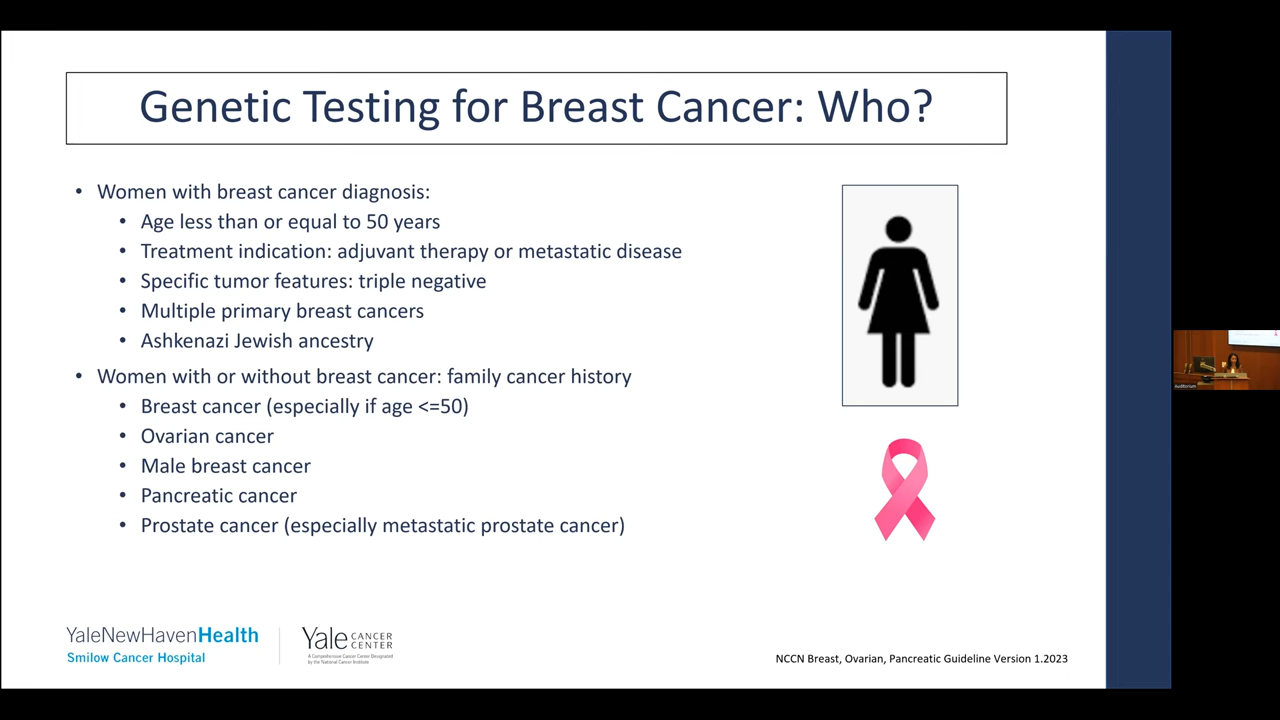 Genetic Testing for Breast Cancer: Who?
• Women with breast cancer diagnosis:
• Age less than or equal to 50 years
• Treatment indication: adjuvant therapy or metastatic disease
• Specific tumor features: triple negative
• Multiple primary breast cancers
• Ashkenazi Jewish ancestry
• Women with or without breast cancer: family cancer history
• Breast cancer (especially if age <=50)
• Ovarian cancer
• Male breast cancer
• Pancreatic cancer
• Prostate cancer (especially metastatic prostate cancer)
Auditorium
YaleNewHavenHealth
Smilow Cancer Hospital
Yale CANCER CENTER
A Comprehensive Cancer Center Designated
by the National Cancer Institute
NCCN Breast, Ovarian, Pancreatic Guideline Version 1.2023